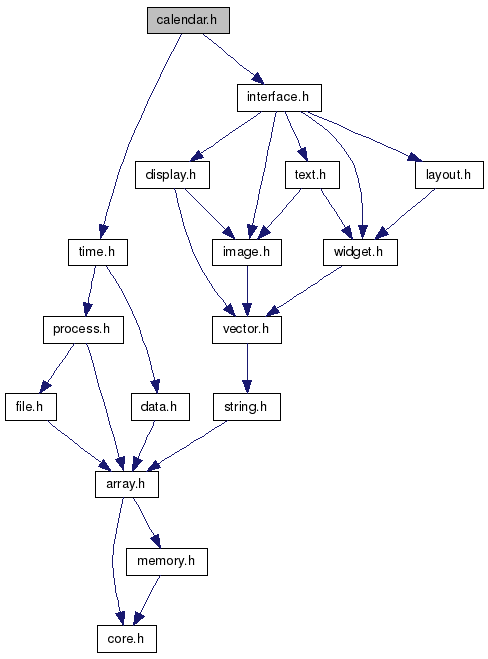 calendar.h
interface.h
display.h
text.h
layout.h
time.h
image.h
widget.h
process.h
vector.h
file.h
data.h
string.h
array.h
memory.h
core.h